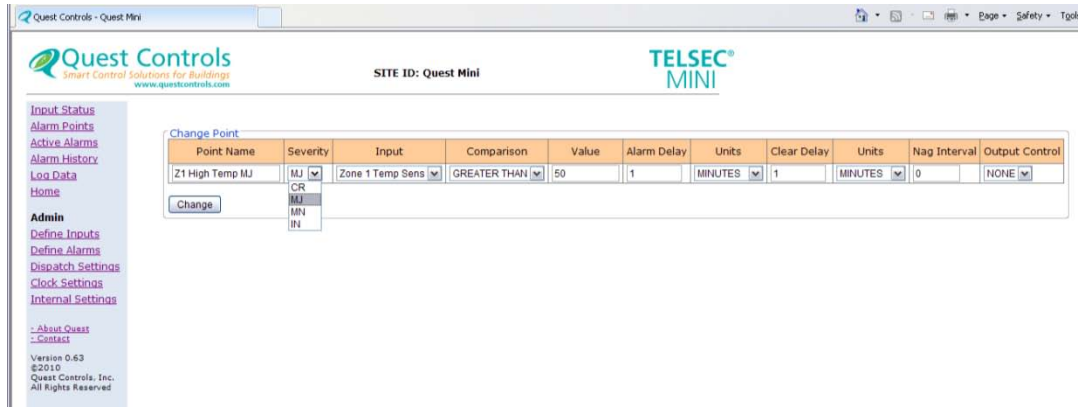 Quest Controls - Quest Mini
Page Safety Tools
Quest Controls
Smart Control Solutions for Buildings
www.questcontrols.com
SITE ID: Quest Mini
TELSEC®
MINI
Input Status
Alarm Points
Active Alarms
Alarm History
Log Data
Home
Admin
Define Inputs
Define Alarms
Dispatch Settings
Clock Settings
Internal Settings
- About Quest
- Contact
Version 0.63
©2010
Quest Controls, Inc.
All Rights Reserved
Change Point
Point Name Severity Input Comparison Value Alarm Delay Units Clear Delay Units Nag Interval Output Control
Z1 High Temp MJ MJ Zone 1 Temp Sens GREATER THAN 50 1 MINUTES 1 MINUTES 0 NONE
CR
MJ
MN
IN
Change